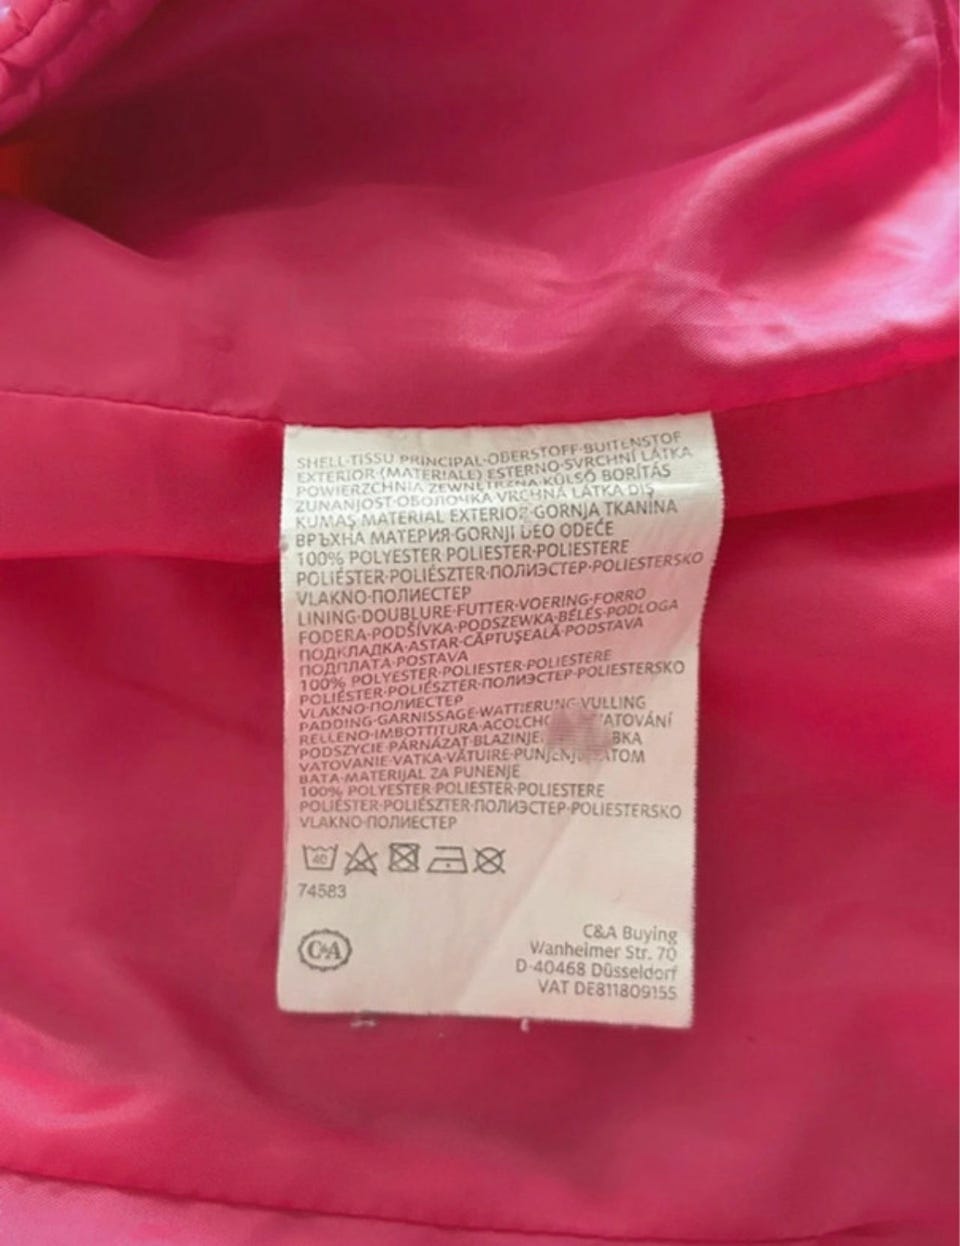 SHELL·TISSU PRINCIPAL·OBERSTOFF·BUITENSTOF
EXTERIOR·(MATERIALE) ESTERNO·SVRCHNÍ LÁTKA
POWIERZCHNIA ZEWNĘTRZNA·KÜLSŐ BORÍTÁS
ZUNANJOST·ОБОЛОЧКА VRCHNÁ LÁTKA DIŞ
KUMAŞ MATERIAL EXTERIOR·GORNJA TKANINA
ВРЪХНА МАТЕРИЯ·GORNJI DEO ODEĆE
100% POLYESTER POLIESTER·POLIESTERE
POLIÉSTER·POLIÉSZTER·ПОЛИЭСТЕР·POLIESTERSKO
VLAKNO·ПОЛИЕСТЕР
LINING·DOUBLURE·FUTTER·VOERING·FORRO
FODERA·PODŠÍVKA·PODSZEWKA·BÉLÉS·PODLOGA
ПОДКЛАДКА·ASTAR·CĂPTUŞEALĂ·PODSTAVA
ПОДПЛАТА·POSTAVA
100% POLYESTER·POLIESTER·POLIESTERE
POLIÉSTER·POLIÉSZTER·ПОЛИЭСТЕР·POLIESTERSKO
VLAKNO·ПОЛИЕСТЕР
PADDING·GARNISSAGE·WATTIERUNG·VULLING
RELLENO·IMBOTTITURA·ACOLCHO ATOVÁNÍ
PODSZYCIE·PÁRNÁZAT·BLAZINJE BKA
VATOVANIE·VATKA·VĂTUIRE·PUNJENJE ATOM
ВАТА·MATERIJAL ZA PUNENJE
100% POLYESTER POLIESTER·POLIESTERE
POLIÉSTER·POLIÉSZTER·ПОЛИЭСТЕР·POLIESTERSKO
VLAKNO·ПОЛИЕСТЕР
40
74583
C&A
C&A Buying
Wanheimer Str. 70
D-40468 Düsseldorf
VAT DE811809155